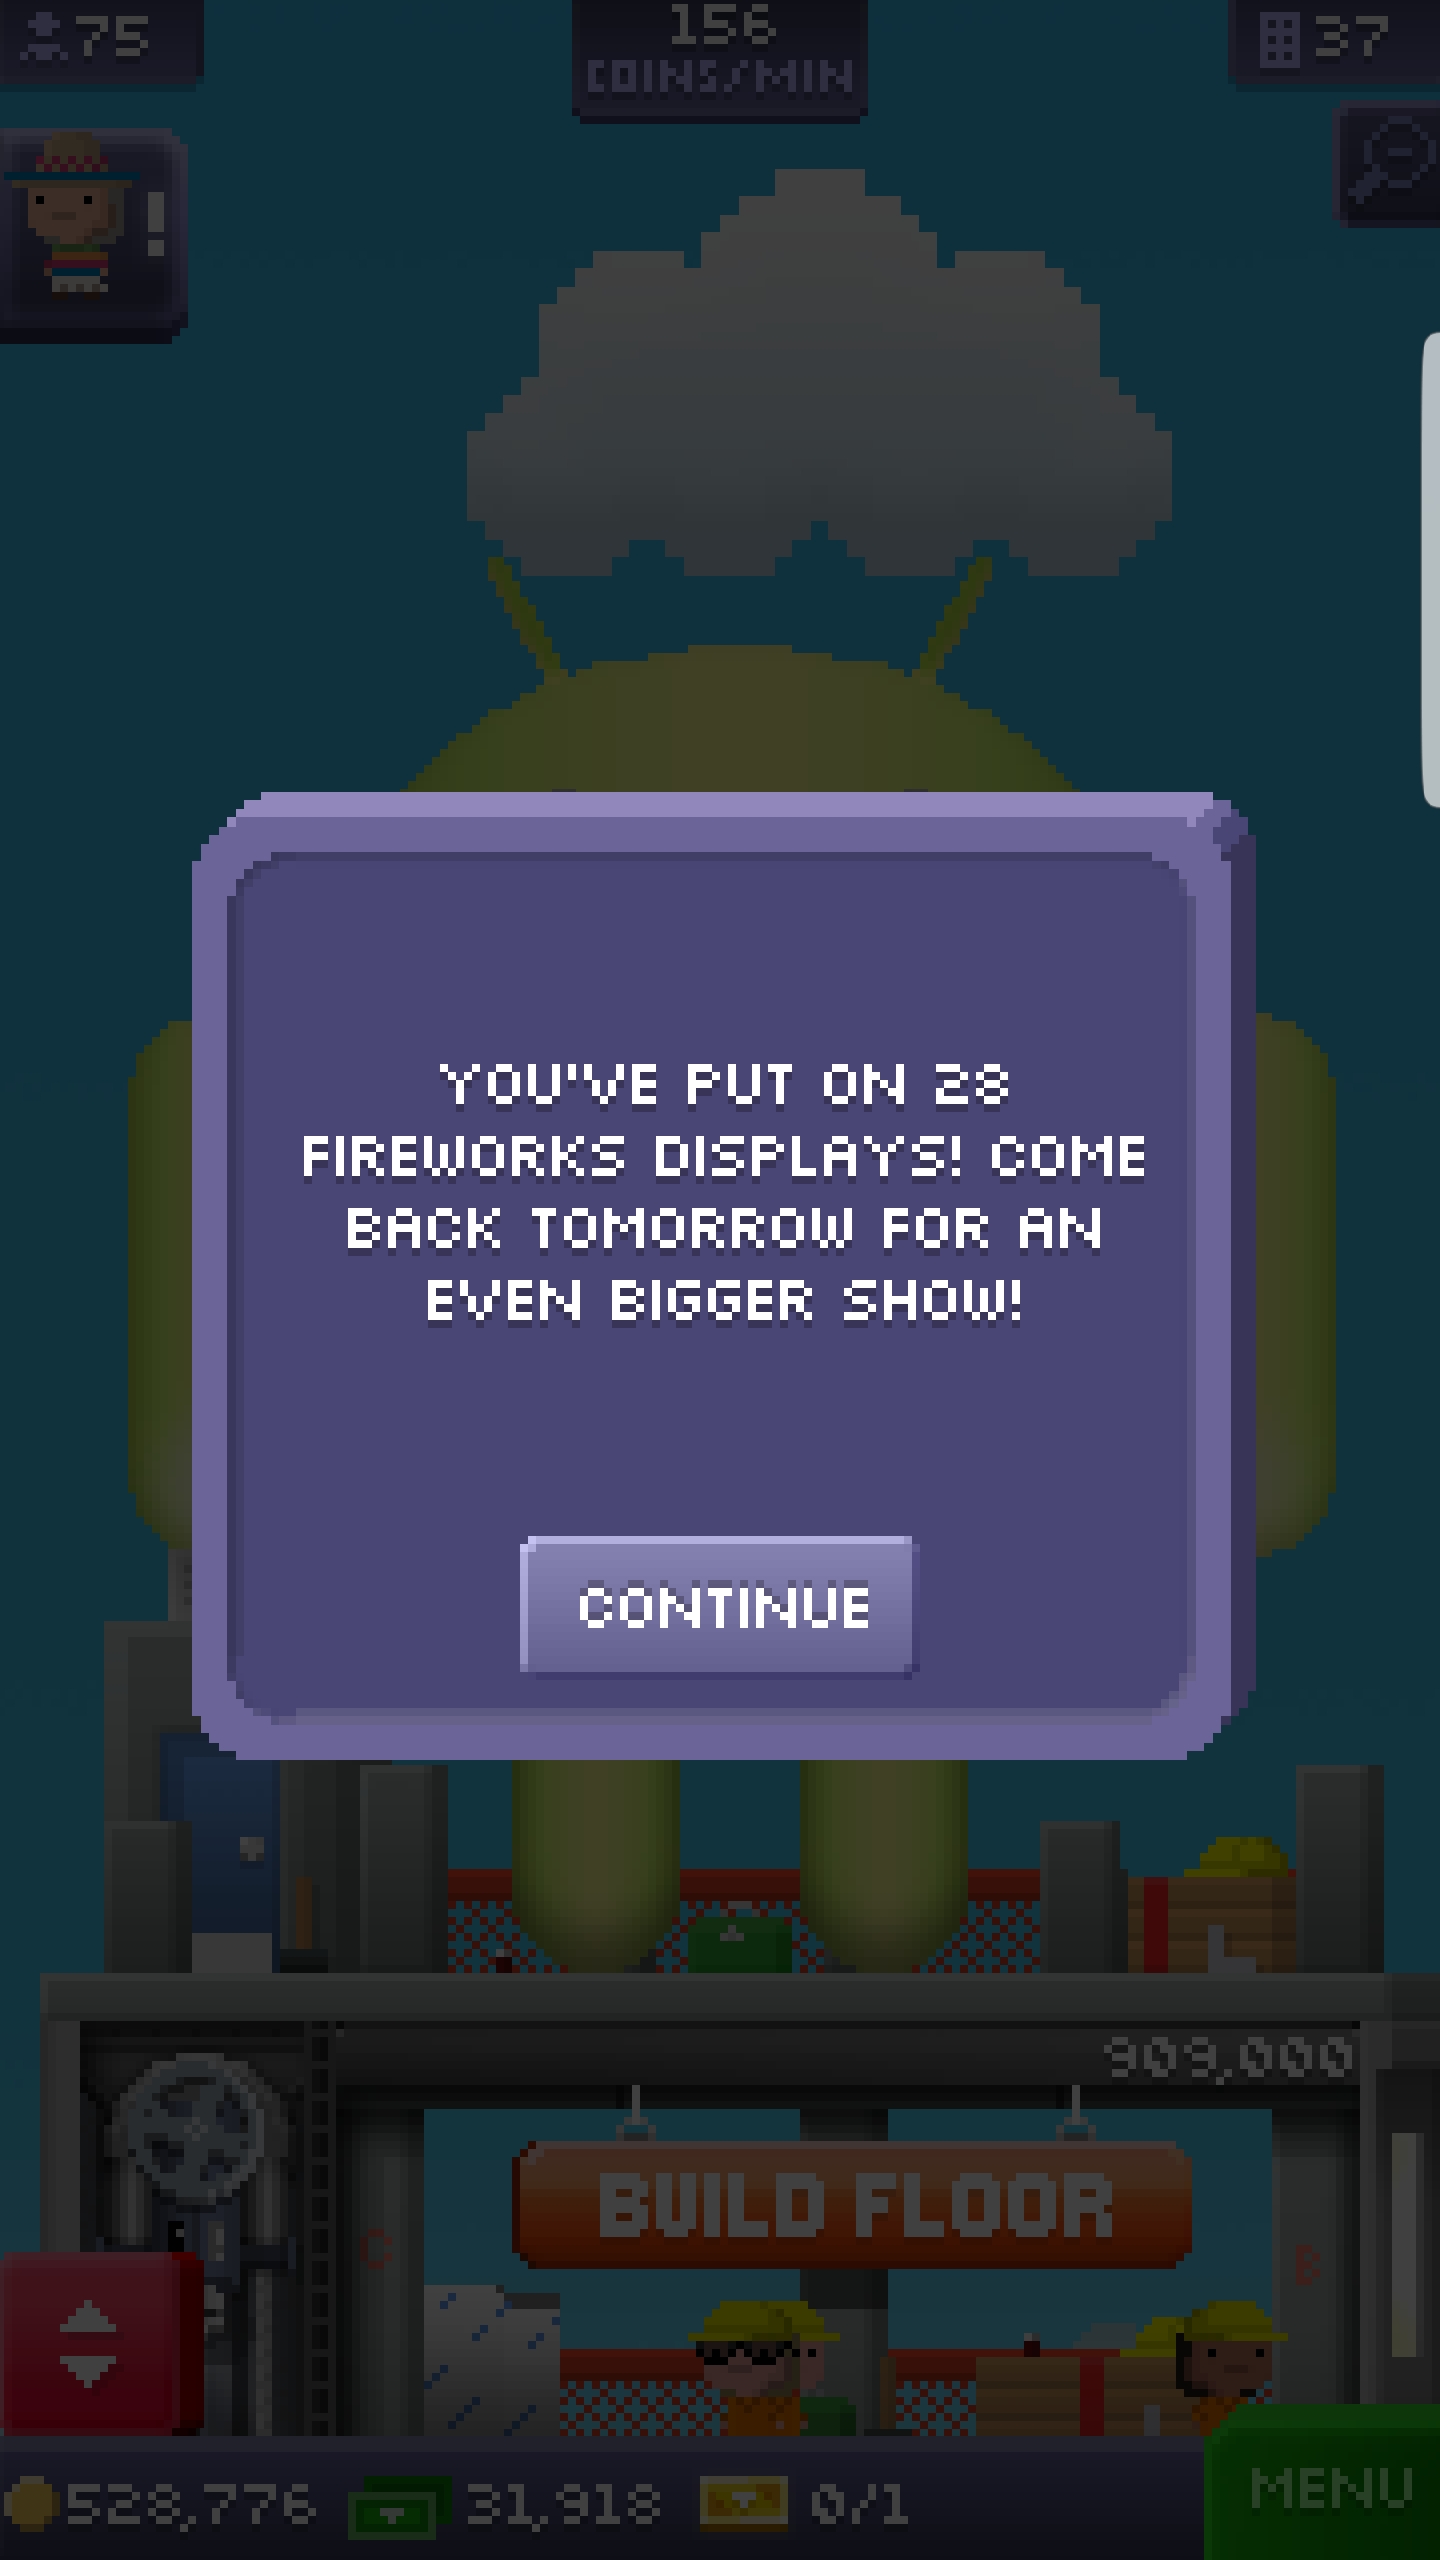 75
156
COINS/MIN
37
!
YOU'VE PUT ON 28
FIREWORKS DISPLAYS! COME
BACK TOMORROW FOR AN
EVEN BIGGER SHOW!
CONTINUE
909,000
BUILD FLOOR
C
B
528,776
31,918
0/1
MENU